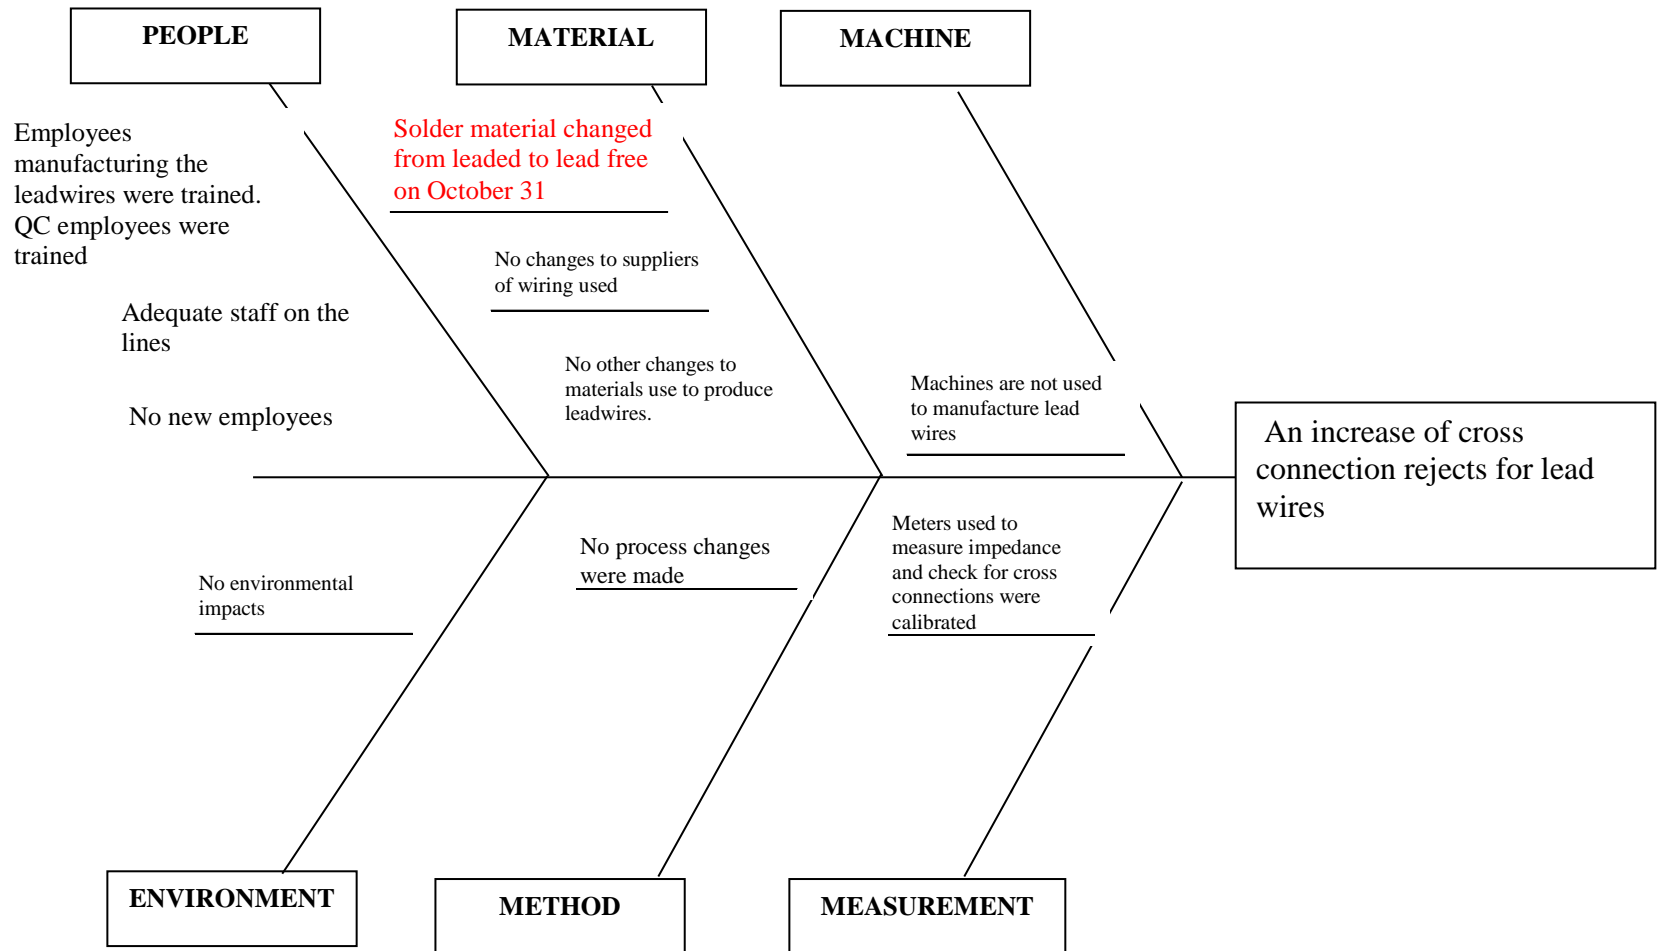 PEOPLE
MATERIAL
MACHINE
Employees
manufacturing the
leadwires were trained.
QC employees were
trained
Adequate staff on the
lines
No new employees
Solder material changed
from leaded to lead free
on October 31
No changes to suppliers
of wiring used
No other changes to
materials use to produce
leadwires.
Machines are not used
to manufacture lead
wires
An increase of cross
connection rejects for lead
wires
No environmental
impacts
No process changes
were made
Meters used to
measure impedance
and check for cross
connections were
calibrated
ENVIRONMENT
METHOD
MEASUREMENT